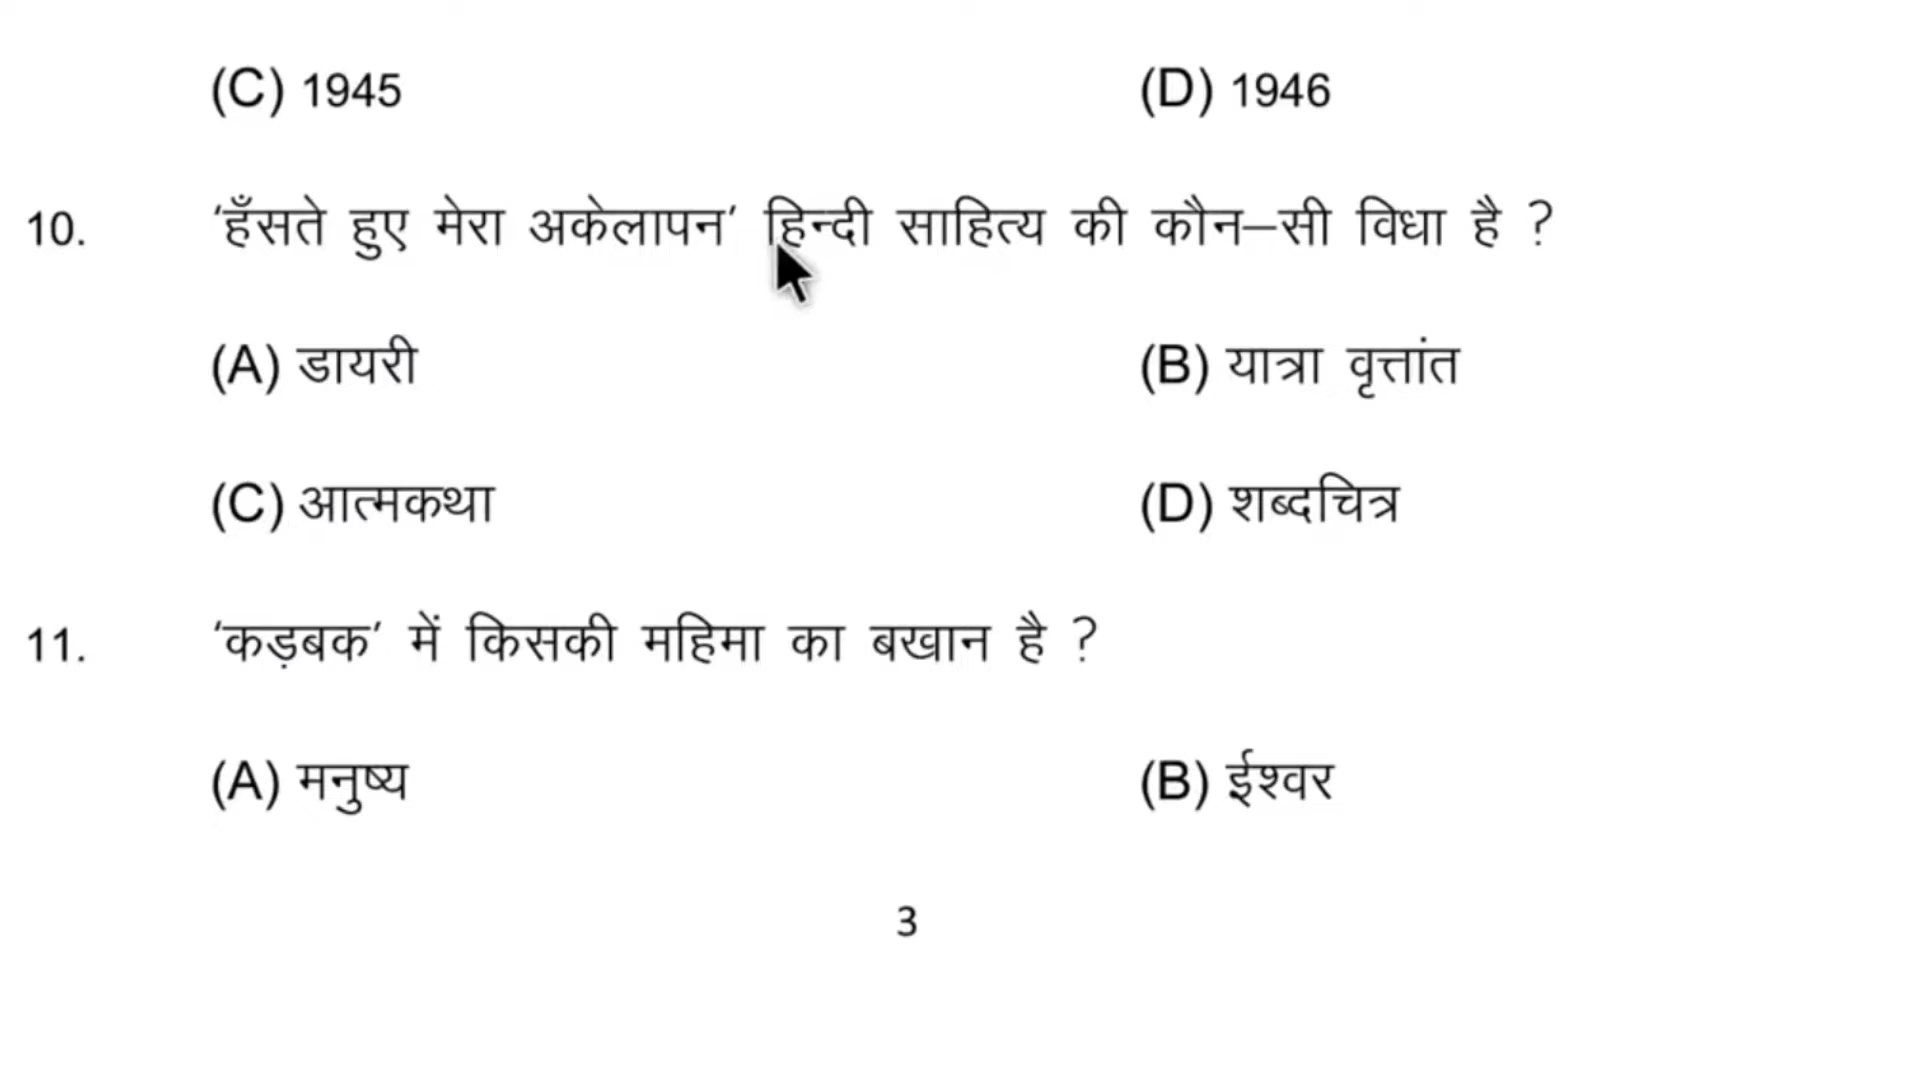 (C) 1945 (D) 1946
10. ‘हँसते हुए मेरा अकेलापन’ हिन्दी साहित्य की कौन–सी विधा है ?
(A) डायरी (B) यात्रा वृत्तांत
(C) आत्मकथा (D) शब्दचित्र
11. ‘कड़बक’ में किसकी महिमा का बखान है ?
(A) मनुष्य (B) ईश्वर
3